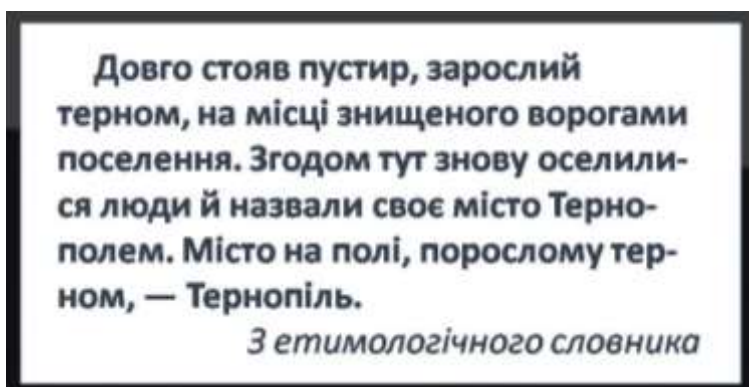 Довго стояв пустир, зарослий
терном, на місці знищеного ворогами
поселення. Згодом тут знову оселили-
ся люди й назвали своє місто Терно-
полем. Місто на полі, порослому тер-
ном, — Тернопіль.
З етимологічного словника